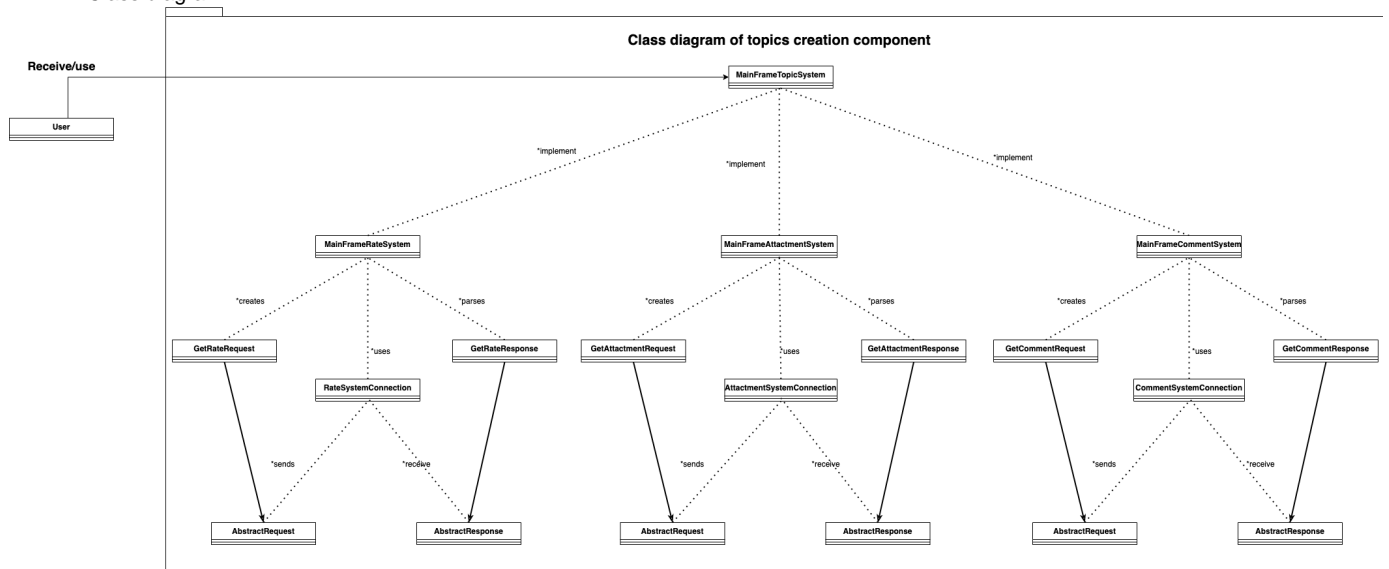 Class diagram of topics creation component
Receive/use
MainFrameTopicSystem
User
*implement
*implement
*implement
MainFrameRateSystem
MainFrameAttactmentSystem
MainFrameCommentSystem
*creates
*parses
*creates
*parses
*creates
*parses
GetRateRequest
GetRateResponse
GetAttactmentRequest
GetAttactmentResponse
GetCommentRequest
GetCommentResponse
*uses
*uses
*uses
RateSystemConnection
AttactmentSystemConnection
CommentSystemConnection
*sends
*receive
*sends
*receive
*sends
*receive
AbstractRequest
AbstractResponse
AbstractRequest
AbstractResponse
AbstractRequest
AbstractResponse